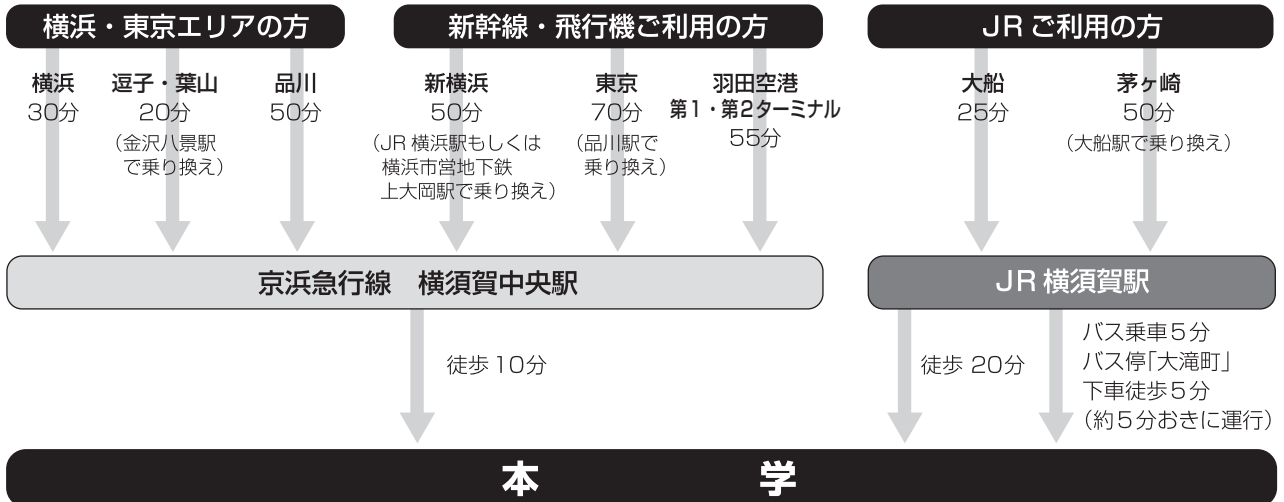 横浜・東京エリアの方
横浜
30分
逗子・葉山
20分
（金沢八景駅
で乗り換え）
品川
50分
新幹線・飛行機ご利用の方
新横浜
50分
（JR 横浜駅もしくは
横浜市営地下鉄
上大岡駅で乗り換え）
東京
70分
（品川駅で
乗り換え）
羽田空港
第1・第2ターミナル
55分
JR ご利用の方
大船
25分
茅ヶ崎
50分
（大船駅で乗り換え）
京浜急行線　横須賀中央駅
JR 横須賀駅
徒歩 10分
徒歩 20分
バス乗車5分
バス停「大滝町」
下車徒歩5分
（約5分おきに運行）
本　学